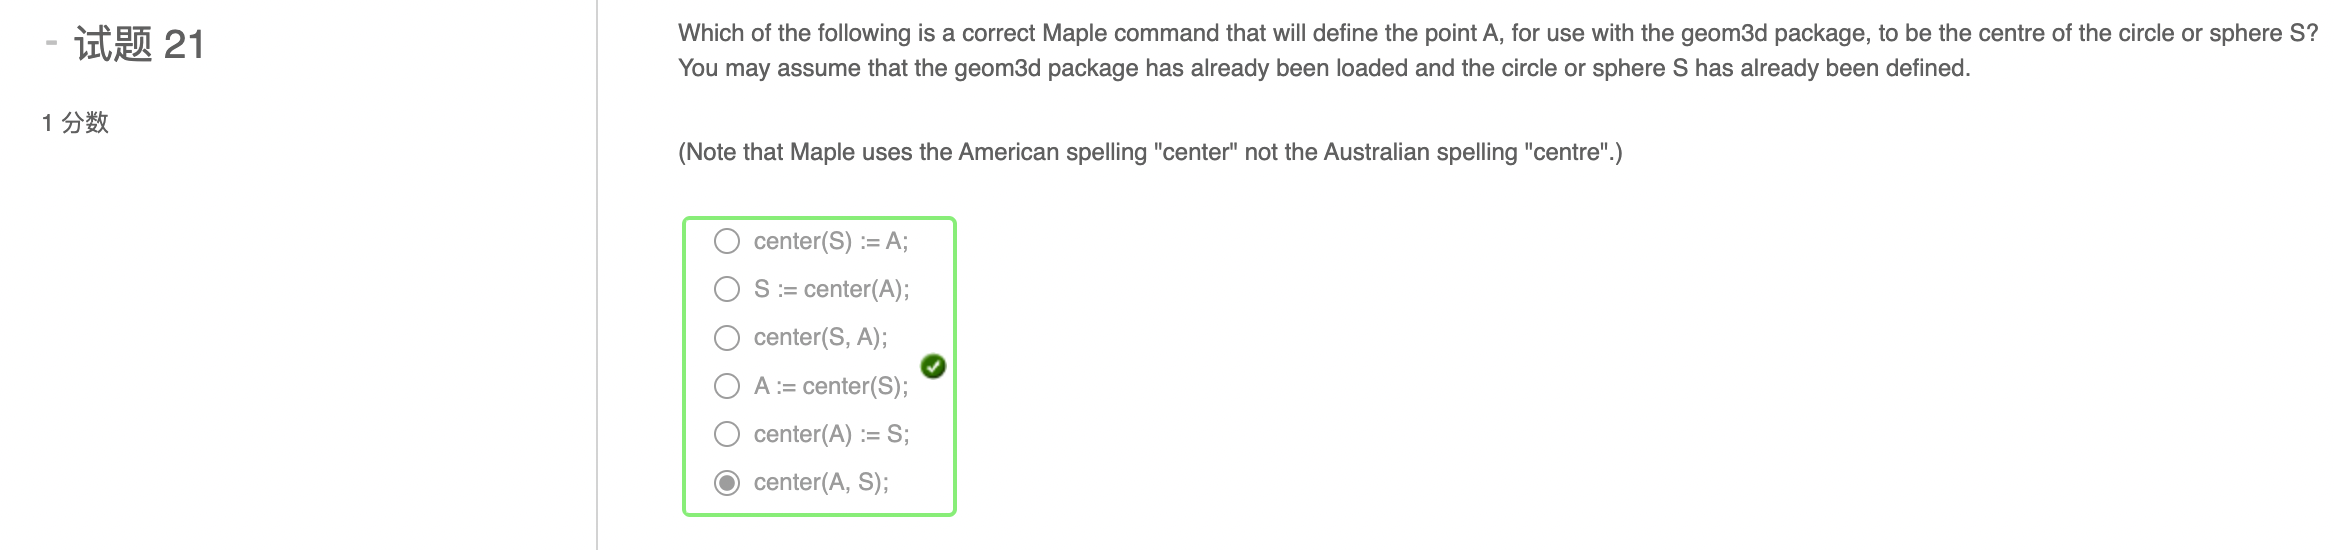 - 试题 21
1 分数
Which of the following is a correct Maple command that will define the point A, for use with the geom3d package, to be the centre of the circle or sphere S?
You may assume that the geom3d package has already been loaded and the circle or sphere S has already been defined.
(Note that Maple uses the American spelling "center" not the Australian spelling "centre".)
center(S) := A;
S := center(A);
center(S, A);
A := center(S);
center(A) := S;
center(A, S);